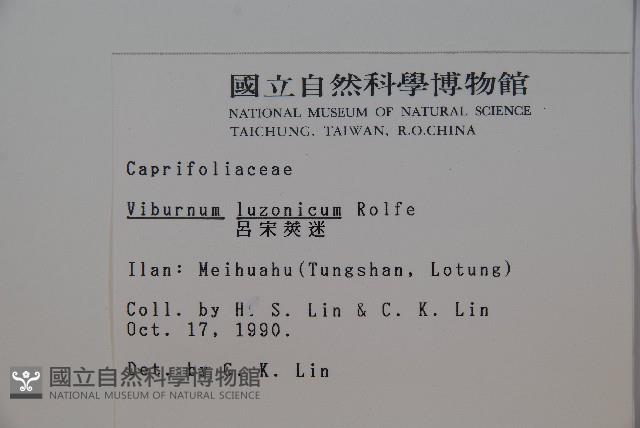 國立自然科學博物館
NATIONAL MUSEUM OF NATURAL SCIENCE
TAICHUNG, TAIWAN, R.O.CHINA
Caprifoliaceae
Viburnum luzonicum Rolfe
呂宋莢迷
Ilan: Meihuahu(Tungshan, Lotung)
Coll. by H. S. Lin & C. K. Lin
Oct. 17, 1990.
Det. by C. K. Lin
國立自然科學博物館
NATIONAL MUSEUM OF NATURAL SCIENCE